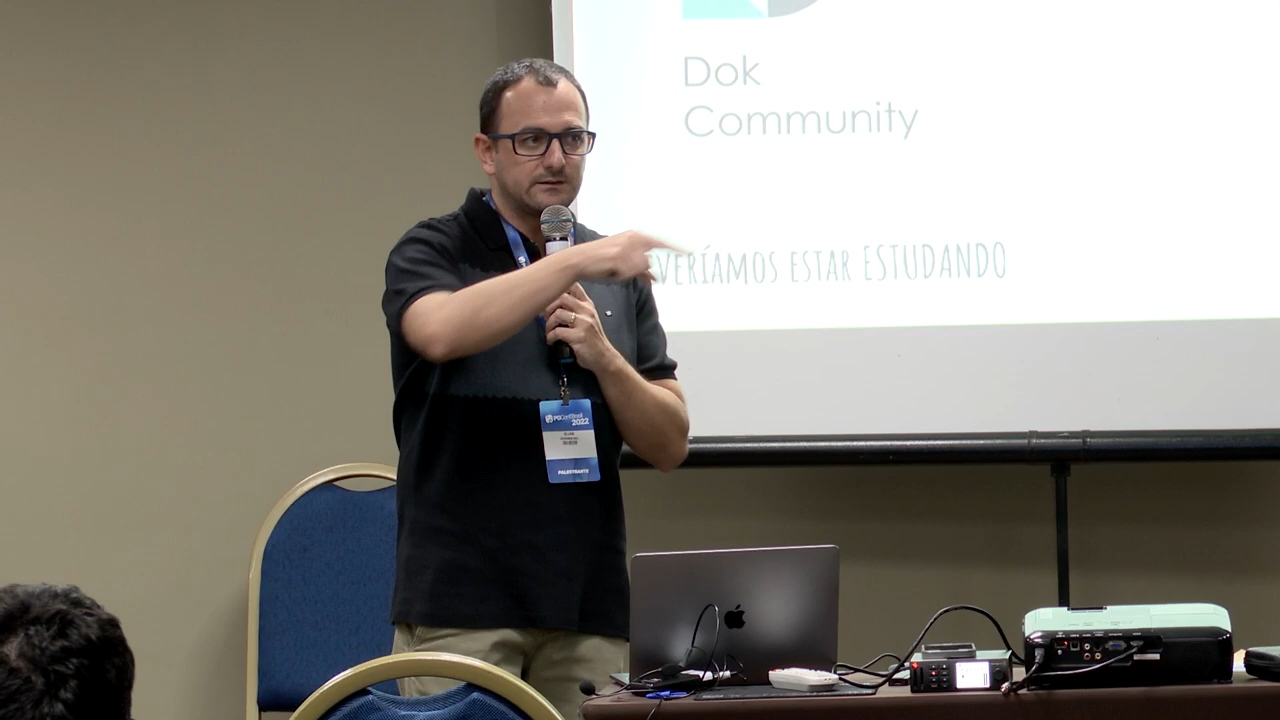 Dok
Community
VERÍAMOS ESTAR ESTUDANDO
PGConf.Brasil
2022
PALESTRANTE